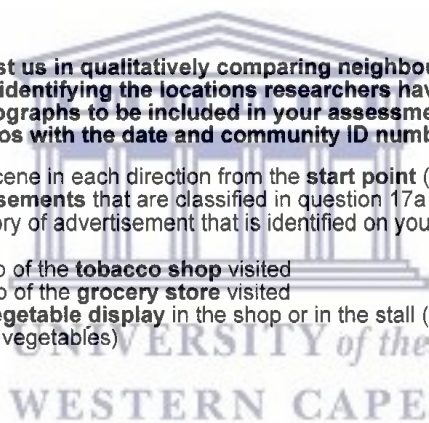 st us in qualitatively comparing neighbou
identifying the locations researchers hav
ographs to be included in your assessme
os with the date and community ID numb
cene in each direction from the start point (
sements that are classified in question 17a
ory of advertisement that is identified on you
o of the tobacco shop visited
o of the grocery store visited
egetable display in the shop or in the stall (
vegetables)
UNIVERSITY of the
WESTERN CAPE